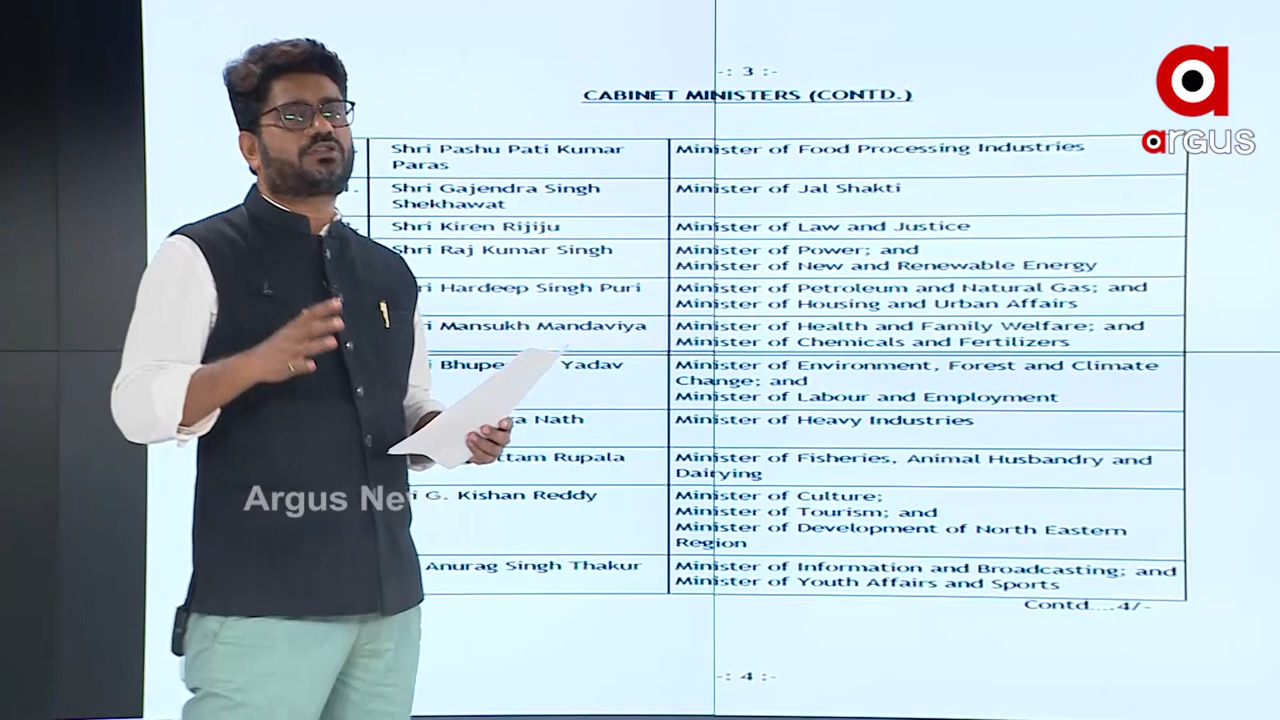 -: 3 :-
CABINET MINISTERS (CONTD.)
argus
Shri Pashu Pati Kumar
Paras
Minister of Food Processing Industries
Shri Gajendra Singh
Shekhawat
Minister of Jal Shakti
Shri Kiren Rijiju
Minister of Law and Justice
Shri Raj Kumar Singh
Minister of Power; and
Minister of New and Renewable Energy
Hardeep Singh Puri
Minister of Petroleum and Natural Gas; and
Minister of Housing and Urban Affairs
Mansukh Mandaviya
Minister of Health and Family Welfare; and
Minister of Chemicals and Fertilizers
Yadav
Minister of Environment, Forest and Climate
Change; and
Minister of Labour and Employment
Nath
Minister of Heavy Industries
Rupala
Minister of Fisheries, Animal Husbandry and
Dairying
G. Kishan Reddy
Minister of Culture;
Minister of Tourism; and
Minister of Development of North Eastern
Region
Anurag Singh Thakur
Minister of Information and Broadcasting; and
Minister of Youth Affairs and Sports
Contd....4/-
-: 4 :-
Argus